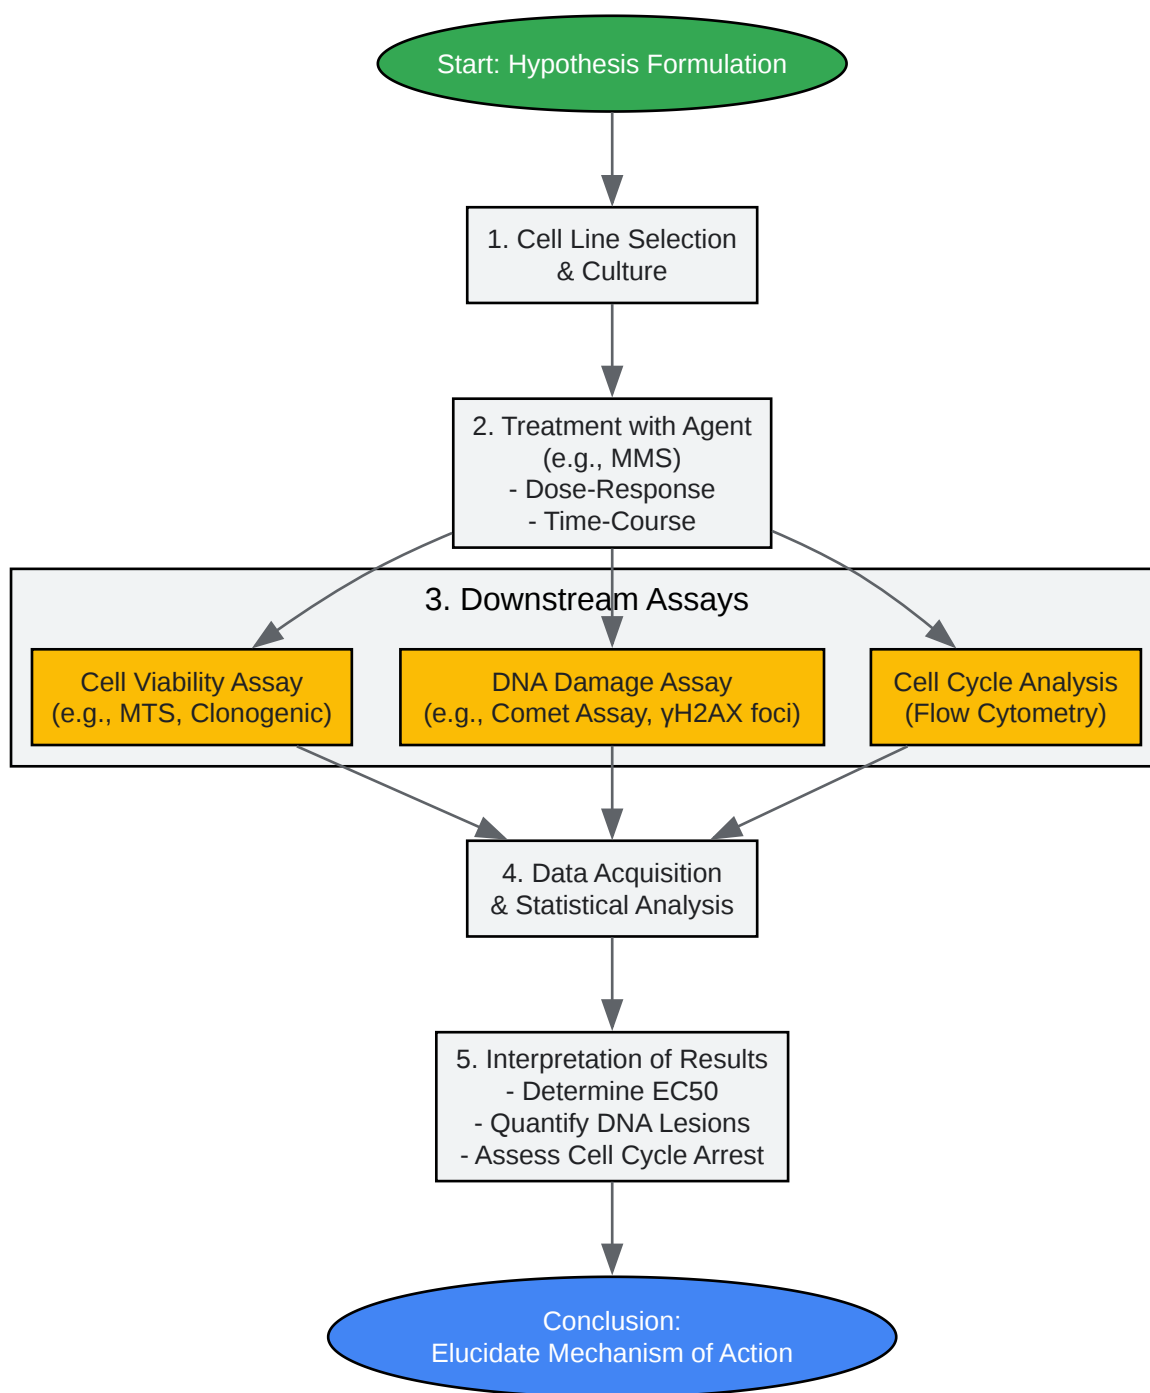 Start: Hypothesis Formulation
1. Cell Line Selection
& Culture
2. Treatment with Agent
(e.g., MMS)
- Dose-Response
- Time-Course
3. Downstream Assays
Cell Viability Assay
(e.g., MTS, Clonogenic)
DNA Damage Assay
(e.g., Comet Assay, γH2AX foci)
Cell Cycle Analysis
(Flow Cytometry)
4. Data Acquisition
& Statistical Analysis
5. Interpretation of Results
- Determine EC50
- Quantify DNA Lesions
- Assess Cell Cycle Arrest
Conclusion:
Elucidate Mechanism of Action